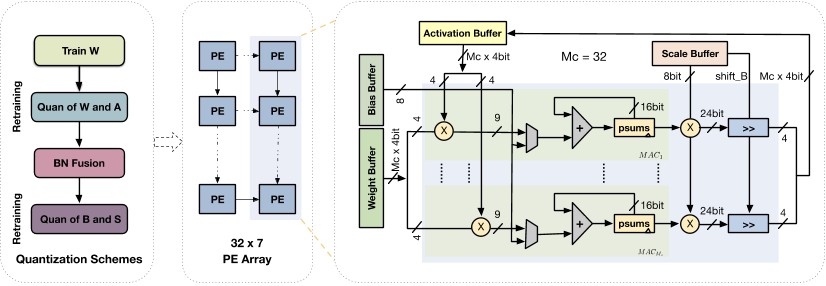 Train W
Retraining
Quan of W and A
BN Fusion
Retraining
Quan of B and S
Quantization Schemes
PE
PE
PE
PE
PE
PE
32 x 7
PE Array
Activation Buffer
Mc x 4bit
Mc = 32
Scale Buffer
8bit
shift_B
Mc x 4bit
Bias Buffer
8
4
4
Weight Buffer
Mc x 4bit
4
X
9
+
16bit
psums
MAC1
X
24bit
>>
4
4
X
9
+
16bit
psums
X
24bit
>>
4